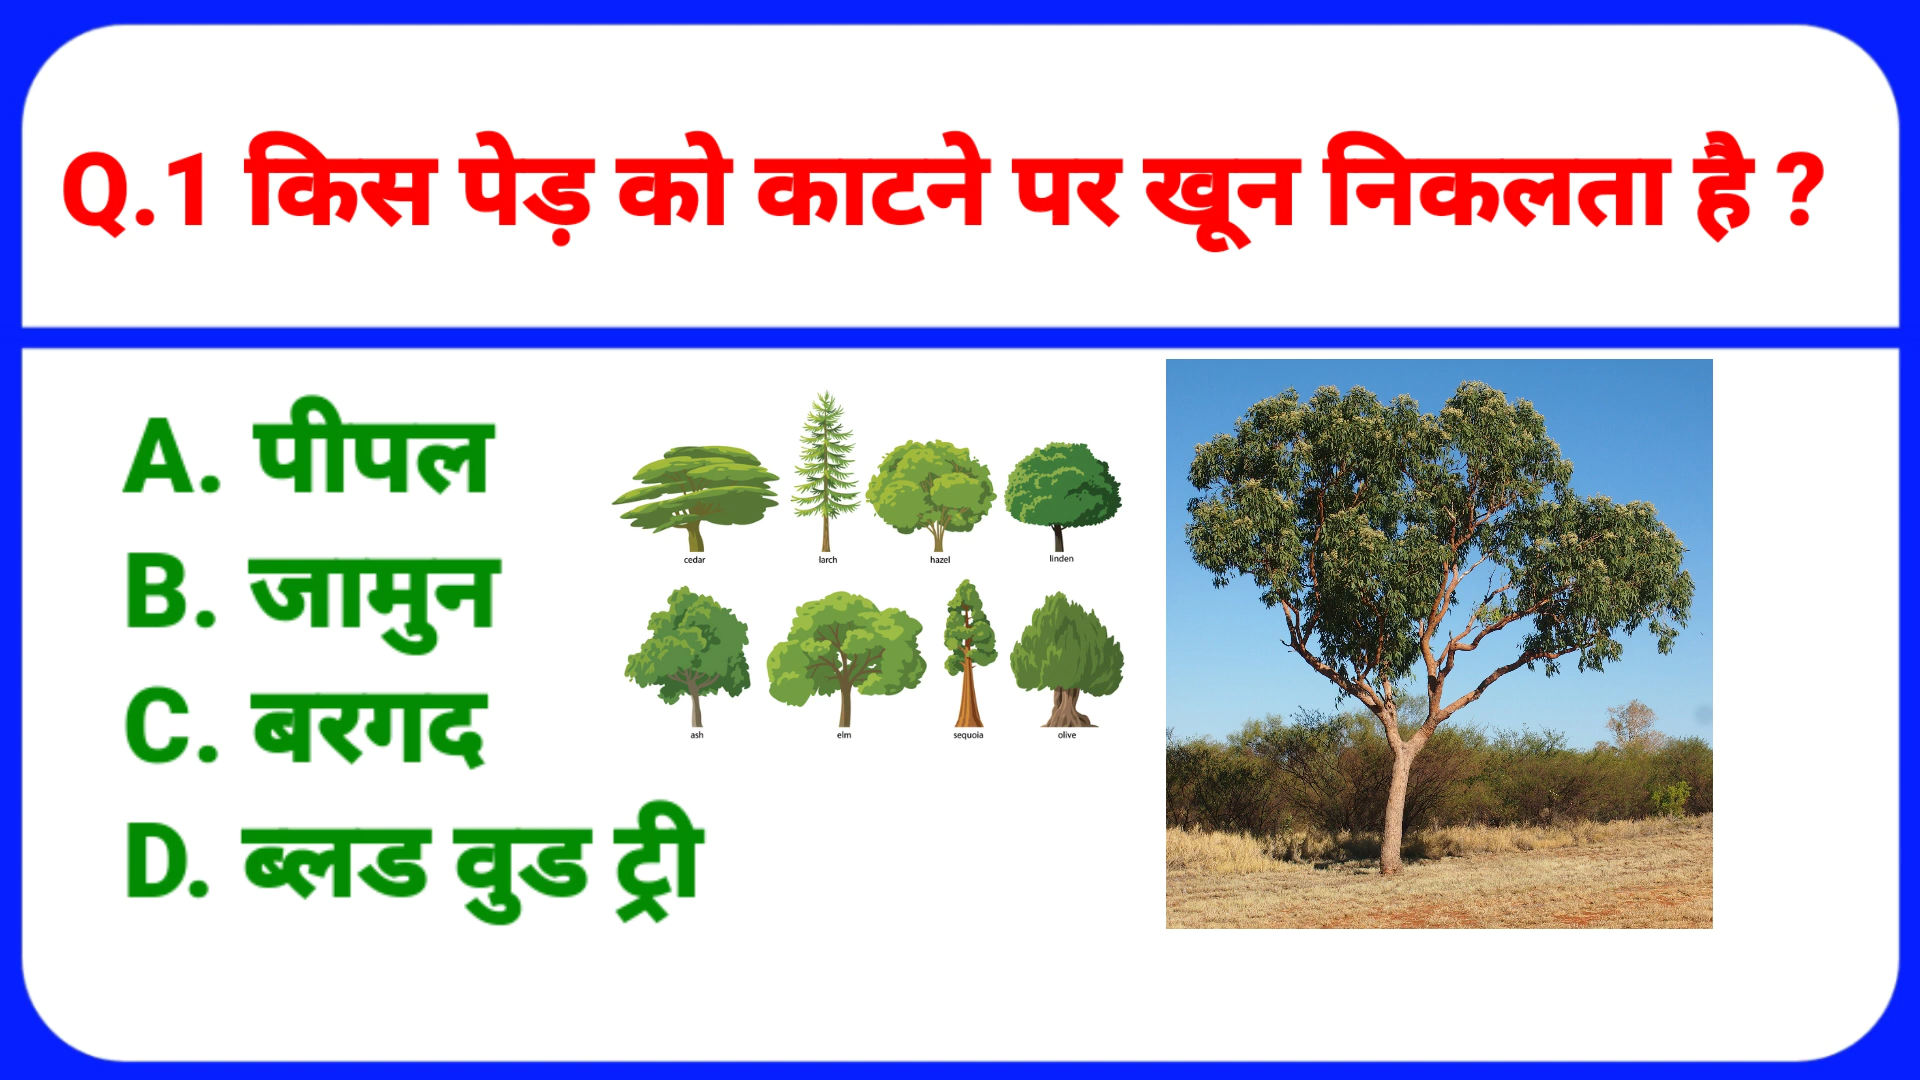 Q.1 किस पेड़ को काटने पर खून निकलता है ?
A. पीपल
B. जामुन
C. बरगद
D. ब्लड वुड ट्री
cedar larch hazel linden
ash elm sequoia olive